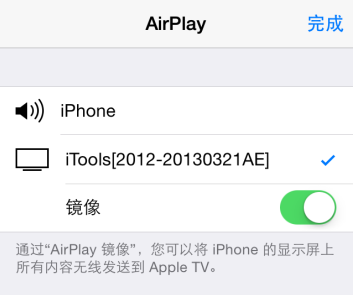 AirPlay 完成
iPhone
iTools[2012-20130321AE]
镜像
通过“AirPlay 镜像”，您可以将 iPhone 的显示屏上
所有内容无线发送到 Apple TV。